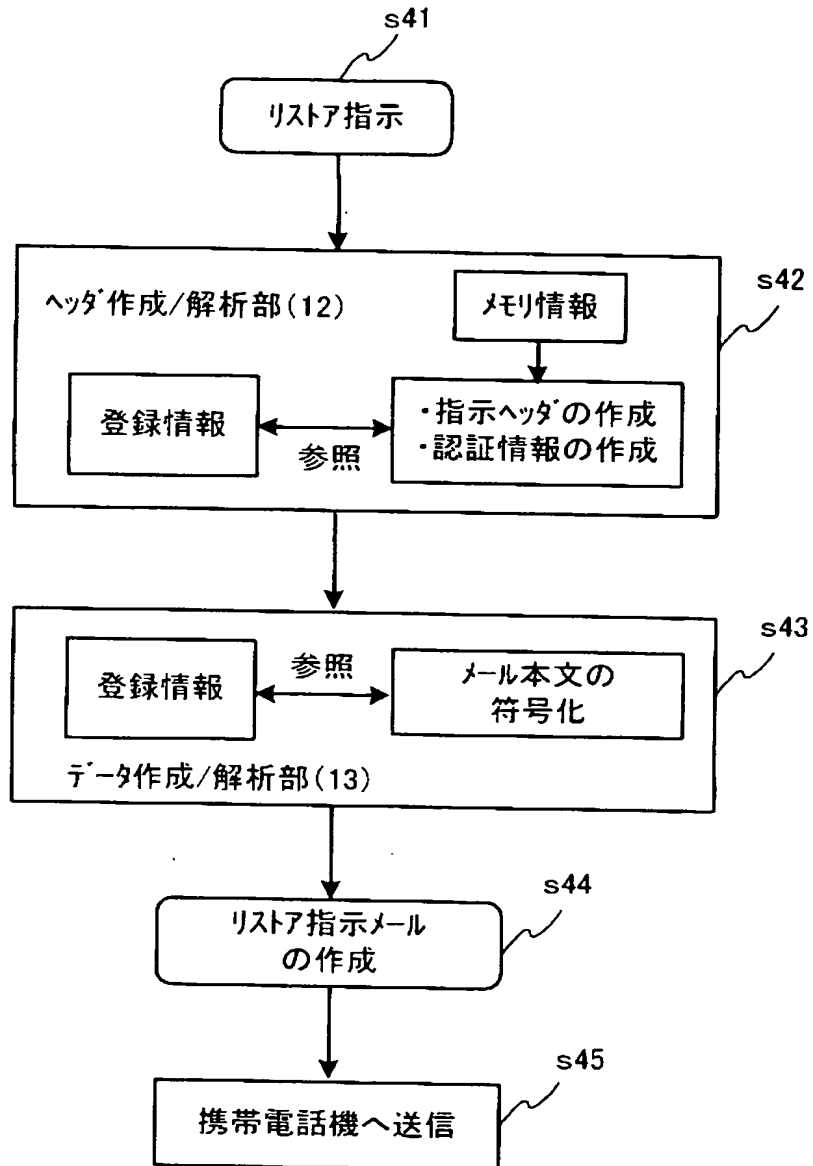 s41
リストア指示
s42
ヘッダ作成/解析部(12)
メモリ情報
登録情報
参照
・指示ヘッダの作成
・認証情報の作成
s43
登録情報
参照
メール本文の
符号化
データ作成/解析部(13)
s44
リストア指示メール
の作成
s45
携帯電話機へ送信